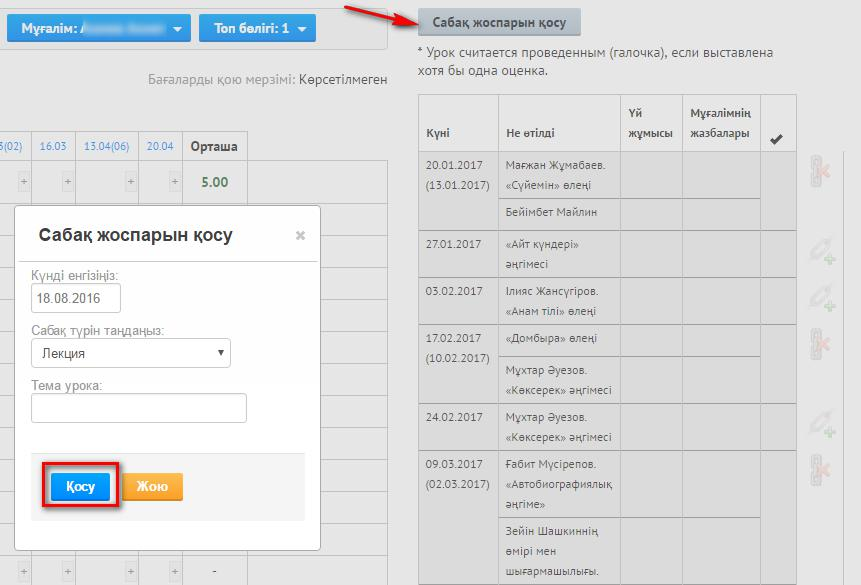 Мұғалім:
Топ бөлігі: 1
Сабақ жоспарын қосу
* Урок считается проведенным (галочка), если выставлена
хотя бы одна оценка.
Бағаларды қою мерзімі: Көрсетілмеген
(02) 16.03 13.04(06) 20.04 Орташа
+ + + + 5.00
Сабақ жоспарын қосу ×
Күнді енгізіңіз:
18.08.2016
Сабақ түрін таңдаңыз:
Лекция
Тема урока:
Қосу Жою
+ + + + -
Күні Не өтілді Үй жұмысы Мұғалімнің жазбалары ✔
20.01.2017
(13.01.2017)
Мағжан Жұмабаев.
«Сүйемін» өлеңі
Бейімбет Майлин
27.01.2017
«Айт күндері»
әңгімесі
03.02.2017
Ілияс Жансүгіров.
«Анам тілі» өлеңі
17.02.2017
(10.02.2017)
«Домбыра» өлеңі
Мұхтар Әуезов.
«Көксерек» әңгімесі
24.02.2017
Мұхтар Әуезов.
«Көксерек» әңгімесі
09.03.2017
(02.03.2017)
Ғабит Мүсірепов.
«Автобиографиялық
әңгіме»
Зейін Шашкиннің
өмірі мен
шығармашылығы.